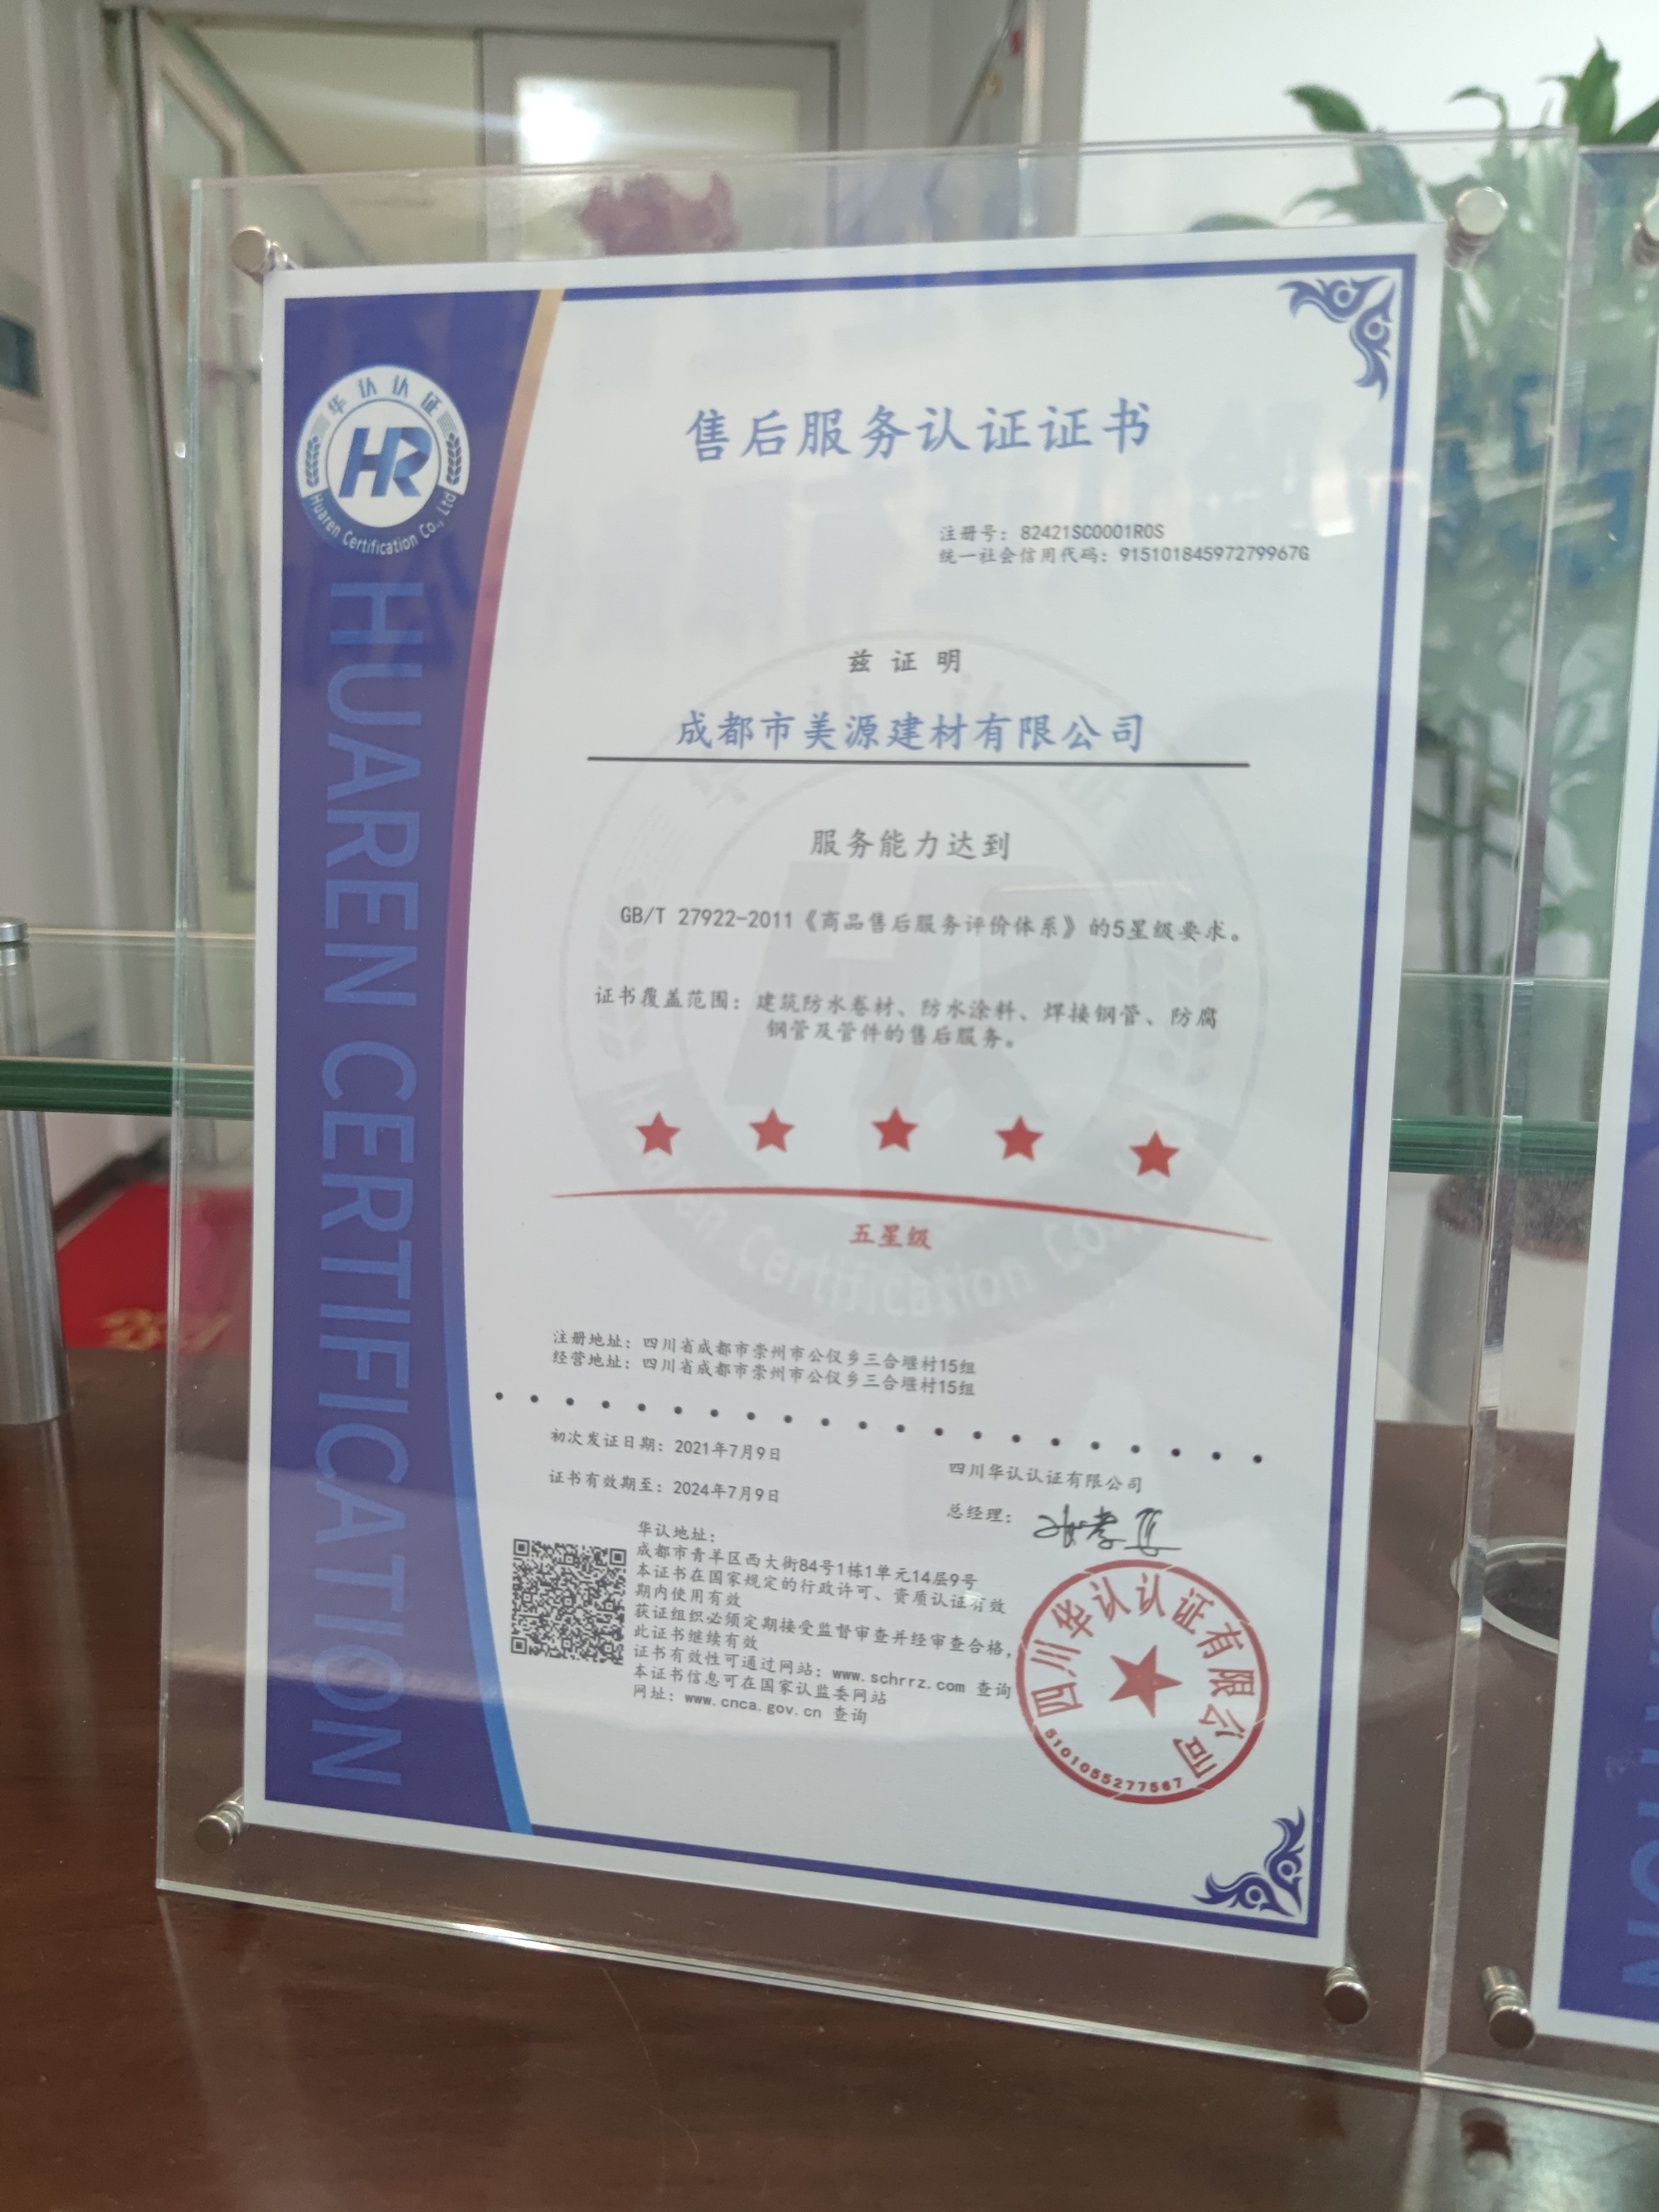 华认认证
HR
Huaren Certification Co., Ltd
HUAREN CERTIFICATION
售后服务认证证书
注册号：82421SC0001R0S
统一社会信用代码：91510184597279967G
兹证明
成都市美源建材有限公司
服务能力达到
GB/T 27922-2011《商品售后服务评价体系》的5星级要求。
证书覆盖范围：建筑防水卷材、防水涂料、焊接钢管、防腐
钢管及管件的售后服务。
五星级
注册地址：四川省成都市崇州市公议乡三合堰村15组
经营地址：四川省成都市崇州市公议乡三合堰村15组
初次发证日期：2021年7月9日
证书有效期至：2024年7月9日
四川华认认证有限公司
总经理：
华认地址：
成都市青羊区西大街84号1栋1单元14层9号
本证书在国家规定的行政许可、资质认证有效
期内使用有效
获证组织必须定期接受监督审查并经审查合格，
此证书继续有效
证书有效性可通过网站：www.schrrz.com 查询
本证书信息可在国家认监委网站
网址：www.cnca.gov.cn 查询
四川华认认证有限公司
5101055277567